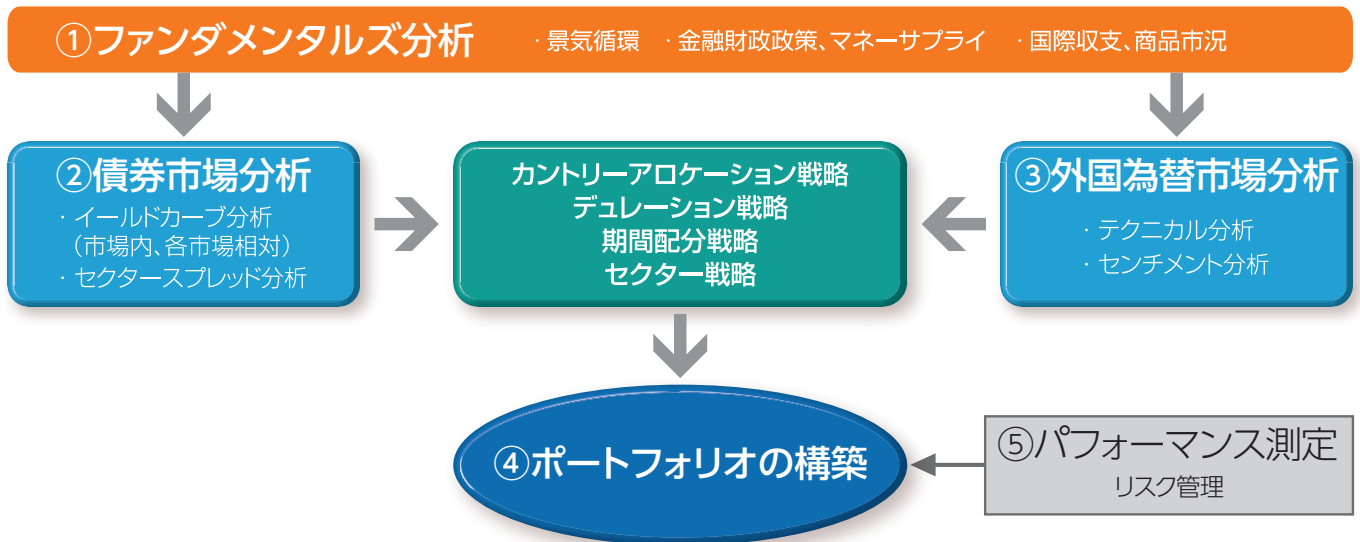 ①ファンダメンタルズ分析 ・景気循環 ・金融財政政策、マネーサプライ ・国際収支、商品市況
②債券市場分析
・イールドカーブ分析
（市場内、各市場相対）
・セクタースプレッド分析
カントリーアロケーション戦略
デュレーション戦略
期間配分戦略
セクター戦略
③外国為替市場分析
・テクニカル分析
・センチメント分析
④ポートフォリオの構築
⑤パフォーマンス測定
リスク管理